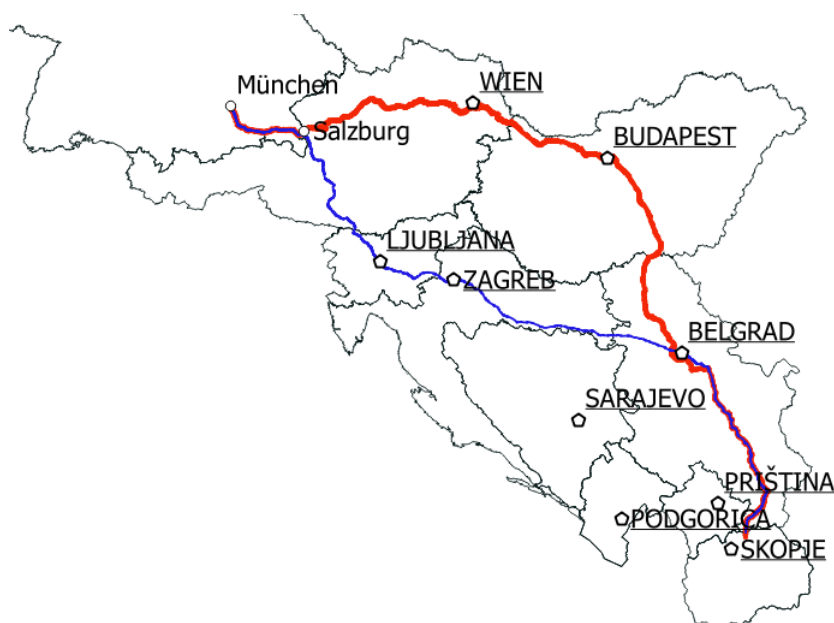 WIEN
München
Salzburg
BUDAPEST
LJUBLJANA
ZAGREB
BELGRAD
SARAJEVO
PRIŠTINA
PODGORICA
SKOPJE